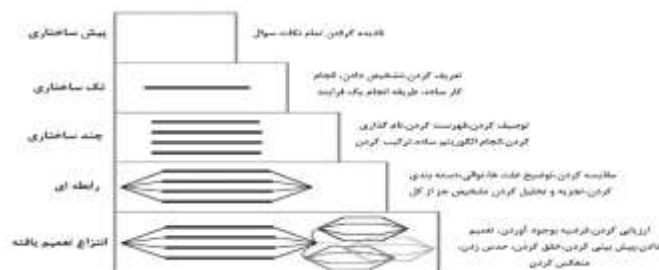 پیش ساختاری
نادیده گرفتن تمام نکات سوال
تک ساختاری
تعریف کردن، تشخیص دادن، انجام
کار ساده، طریقه انجام یک فرایند
چند ساختاری
توصیف کردن، فهرست کردن، نام گذاری
کردن، انجام الگوریتم ساده، ترکیب کردن
رابطه ای
مقایسه کردن، توضیح علت ها، توالی، دسته بندی
کردن، تجزیه و تحلیل کردن، تشخیص جز از کل
انتزاع تعمیم یافته
ارزیابی کردن، فرضیه بوجود آوردن، تعمیم
دادن، پیش بینی کردن، خلق کردن، حدس زدن،
منعکس کردن